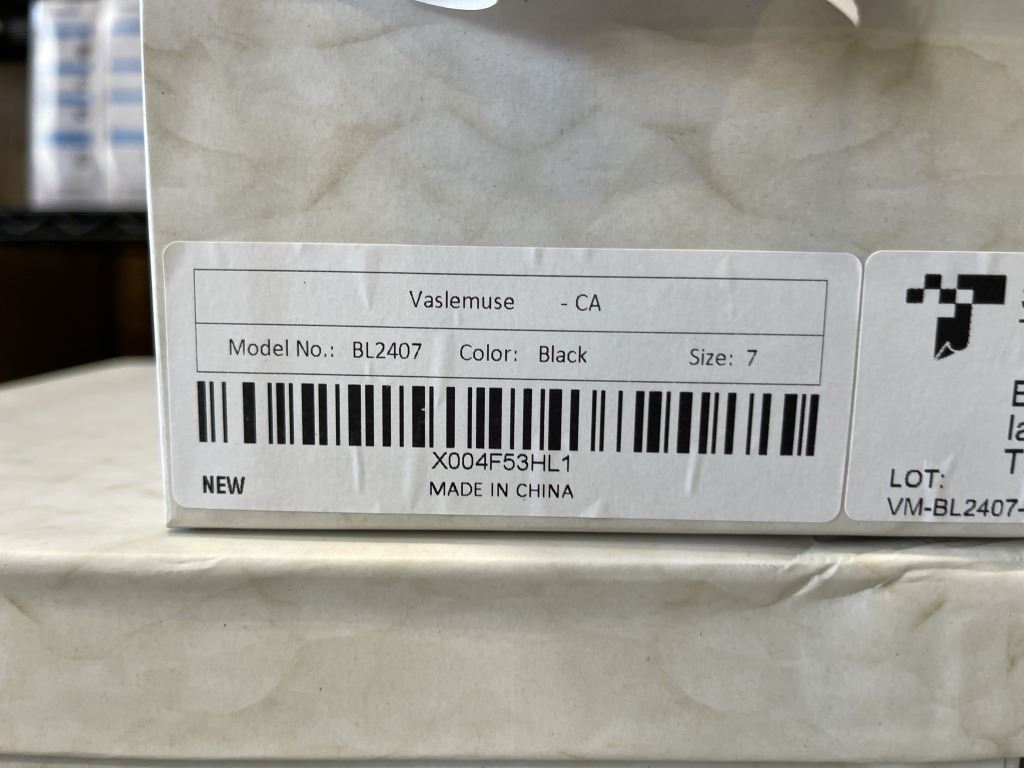 Vaslemuse - CA
Model No.: BL2407 Color: Black Size: 7
X004F53HL1
NEW
MADE IN CHINA
LOT:
VM-BL2407-